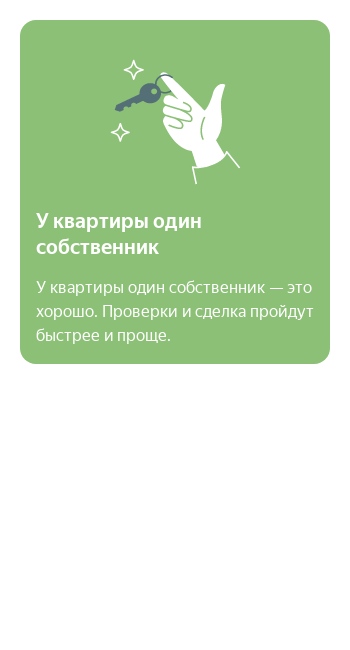 У квартиры один
собственник
У квартиры один собственник — это
хорошо. Проверки и сделка пройдут
быстрее и проще.